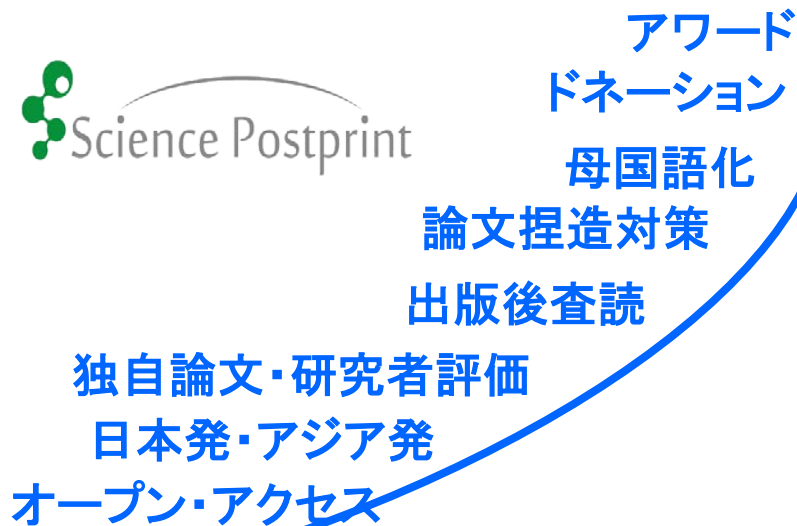 アワード
ドネーション
Science Postprint
母国語化
論文捏造対策
出版後査読
独自論文・研究者評価
日本発・アジア発
オープン・アクセス